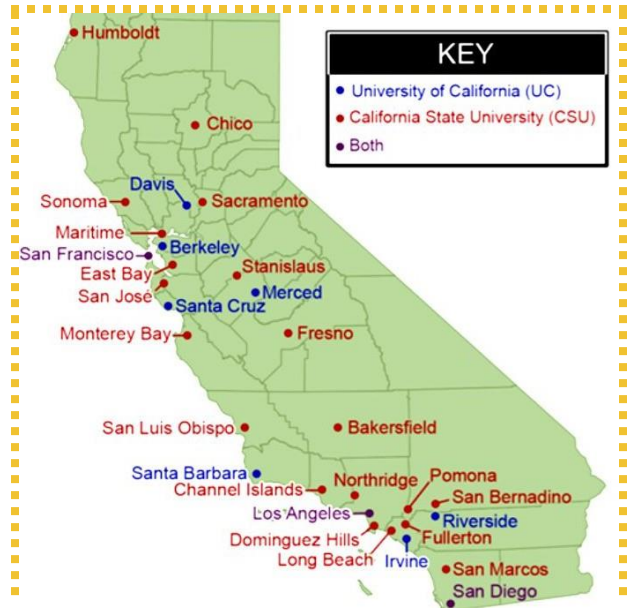 Humboldt
KEY
University of California (UC)
California State University (CSU)
Both
Chico
Davis
Sonoma
Sacramento
Maritime
Berkeley
San Francisco
East Bay
Stanislaus
San José
Merced
Santa Cruz
Monterey Bay
Fresno
San Luis Obispo
Bakersfield
Santa Barbara
Channel Islands
Northridge
Pomona
San Bernadino
Los Angeles
Riverside
Dominguez Hills
Fullerton
Long Beach
Irvine
San Marcos
San Diego